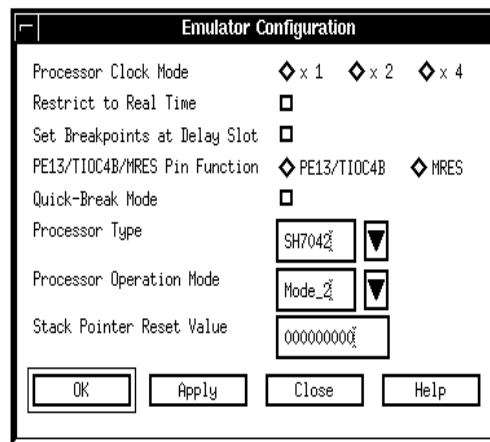 Emulator Configuration
Processor Clock Mode x 1 x 2 x 4
Restrict to Real Time
Set Breakpoints at Delay Slot
PE13/TIOC4B/MRES Pin Function PE13/TIOC4B MRES
Quick-Break Mode
Processor Type SH7042
Processor Operation Mode Mode_2
Stack Pointer Reset Value 000000000
OK Apply Close Help